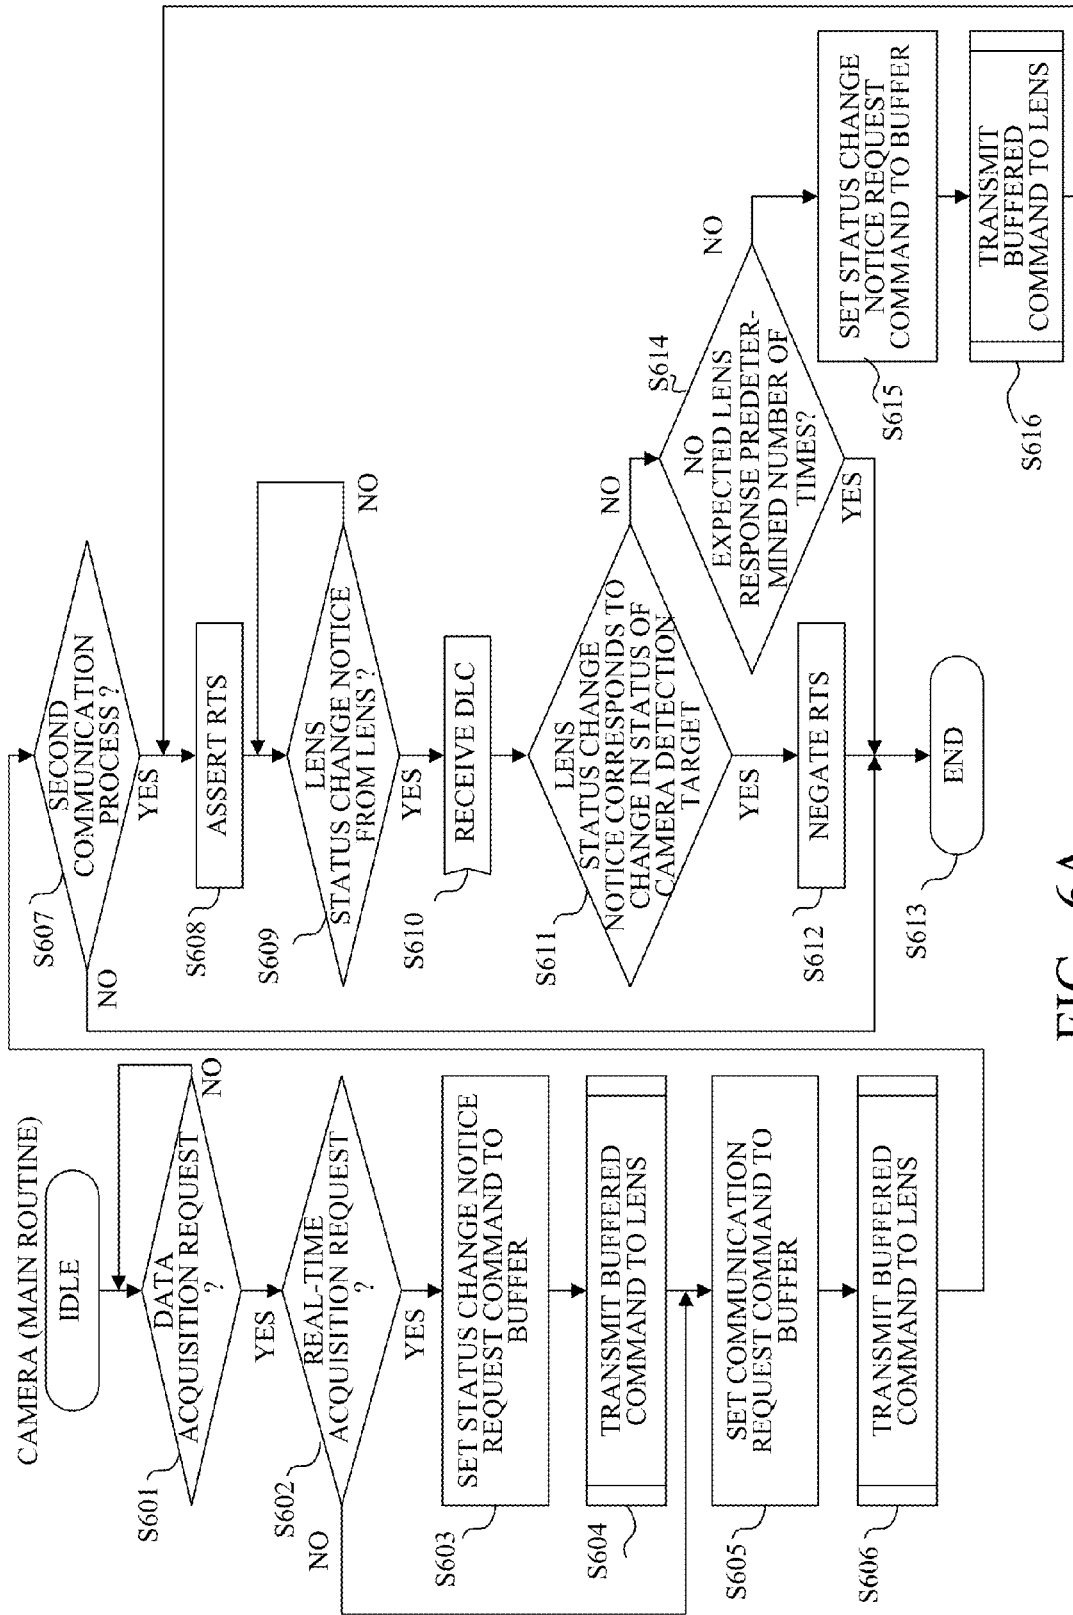 CAMERA (MAIN ROUTINE)
IDLE
S601
DATA
ACQUISITION REQUEST
?
NO
YES
S602
REAL-TIME
ACQUISITION REQUEST
?
NO
YES
S603
SET STATUS CHANGE NOTICE
REQUEST COMMAND TO
BUFFER
S604
TRANSMIT BUFFERED
COMMAND TO LENS
S605
SET COMMUNICATION
REQUEST COMMAND TO
BUFFER
S606
TRANSMIT BUFFERED
COMMAND TO LENS
S607
SECOND
COMMUNICATION
PROCESS ?
NO
YES
S608
ASSERT RTS
S609
LENS
STATUS CHANGE NOTICE
FROM LENS ?
NO
YES
S610
RECEIVE DLC
S611
LENS
STATUS CHANGE
NOTICE CORRESPONDS TO
CHANGE IN STATUS OF
CAMERA DETECTION
TARGET
NO
YES
S612
NEGATE RTS
S613
END
S614
NO
EXPECTED LENS
RESPONSE PREDETER-
MINED NUMBER OF
TIMES?
NO
YES
S615
SET STATUS CHANGE
NOTICE REQUEST
COMMAND TO BUFFER
S616
TRANSMIT
BUFFERED
COMMAND TO LENS
FIG. 6A